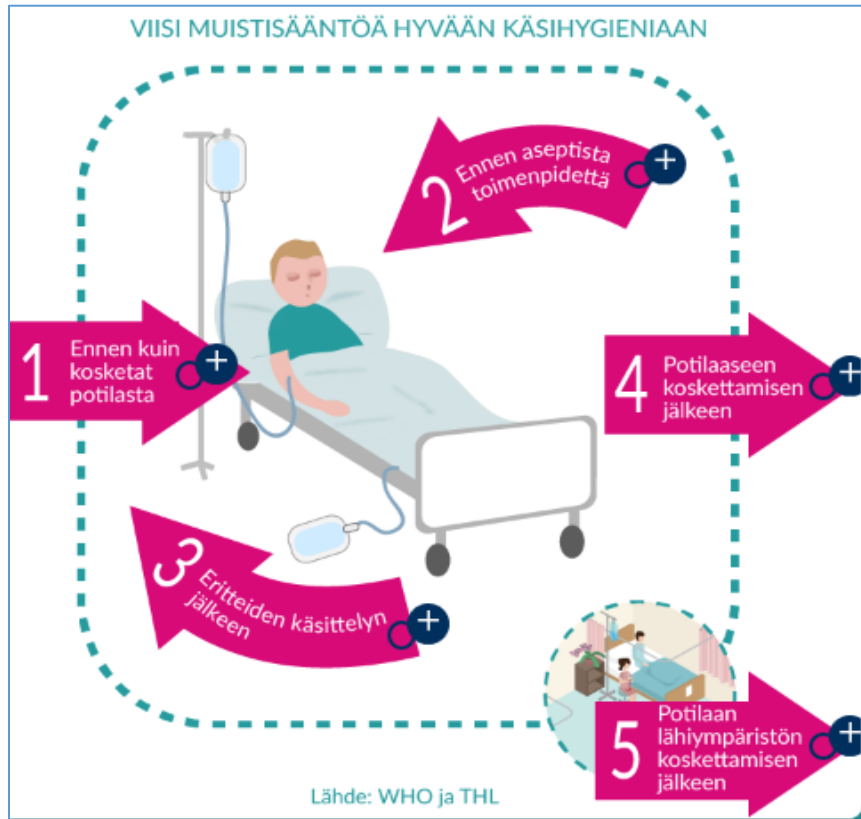 VIISI MUISTISÄÄNTÖÄ HYVÄÄN KÄSIHYGIENIAAN
1
Ennen kuin
kosketat
potilasta
2
Ennen aseptista
toimenpidettä
3
Eritteiden käsittelyn
jälkeen
4
Potilaaseen
koskettamisen
jälkeen
5
Potilaan
lähiympäristön
koskettamisen
jälkeen
Lähde: WHO ja THL